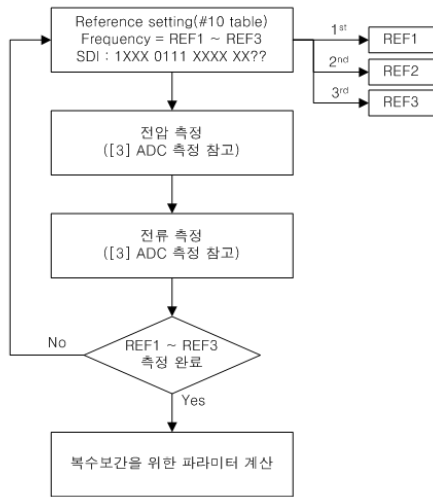 Reference setting(#10 table)
Frequency = REF1 ~ REF3
SDI : 1XXX 0111 XXXX XX??
1st
REF1
2nd
REF2
3rd
REF3
전압 측정
([3] ADC 측정 참고)
전류 측정
([3] ADC 측정 참고)
No
REF1 ~ REF3
측정 완료
Yes
복수보간을 위한 파라미터 계산